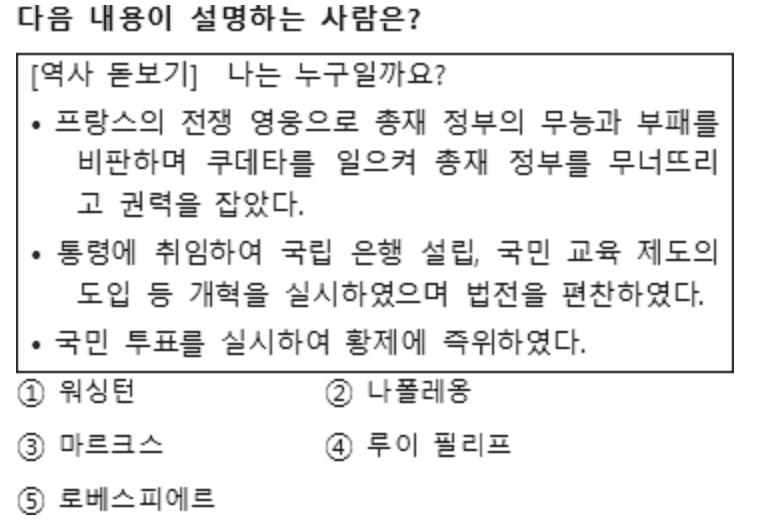 다음 내용이 설명하는 사람은?
[역사 돋보기] 나는 누구일까요?
• 프랑스의 전쟁 영웅으로 총재 정부의 무능과 부패를
비판하며 쿠데타를 일으켜 총재 정부를 무너뜨리
고 권력을 잡았다.
• 통령에 취임하여 국립 은행 설립, 국민 교육 제도의
도입 등 개혁을 실시하였으며 법전을 편찬하였다.
• 국민 투표를 실시하여 황제에 즉위하였다.
① 워싱턴 ② 나폴레옹
③ 마르크스 ④ 루이 필리프
⑤ 로베스피에르